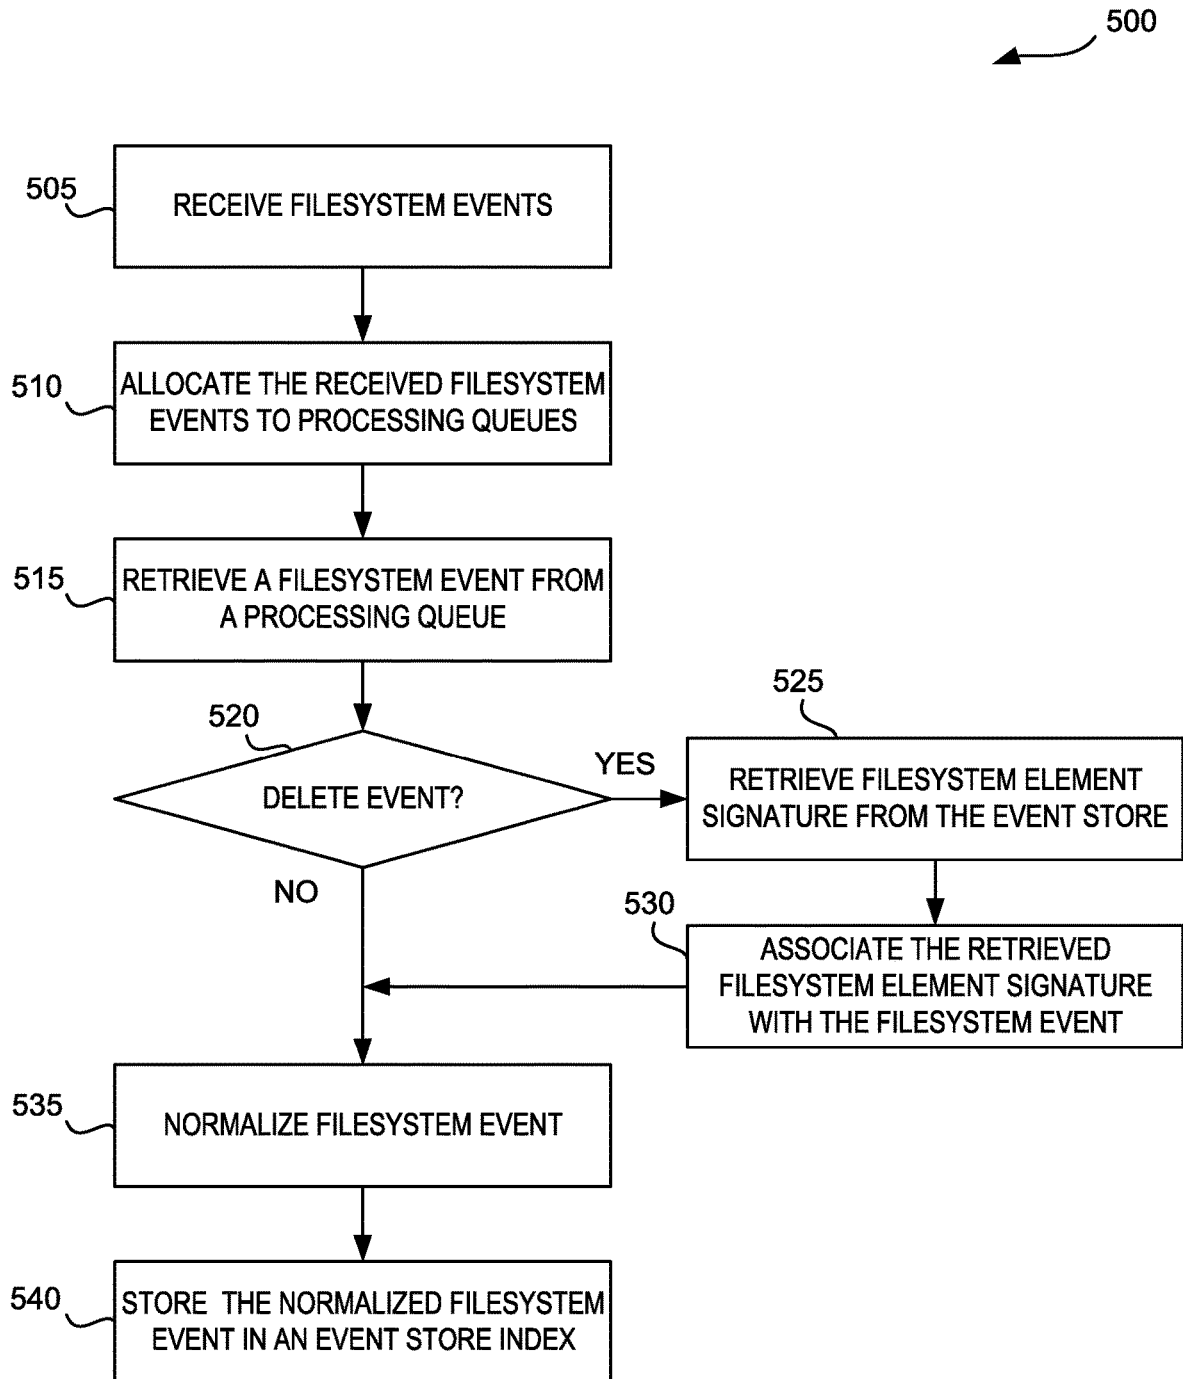 500
505
RECEIVE FILESYSTEM EVENTS
510
ALLOCATE THE RECEIVED FILESYSTEM
EVENTS TO PROCESSING QUEUES
515
RETRIEVE A FILESYSTEM EVENT FROM
A PROCESSING QUEUE
520
DELETE EVENT?
YES
NO
525
RETRIEVE FILESYSTEM ELEMENT
SIGNATURE FROM THE EVENT STORE
530
ASSOCIATE THE RETRIEVED
FILESYSTEM ELEMENT SIGNATURE
WITH THE FILESYSTEM EVENT
535
NORMALIZE FILESYSTEM EVENT
540
STORE THE NORMALIZED FILESYSTEM
EVENT IN AN EVENT STORE INDEX